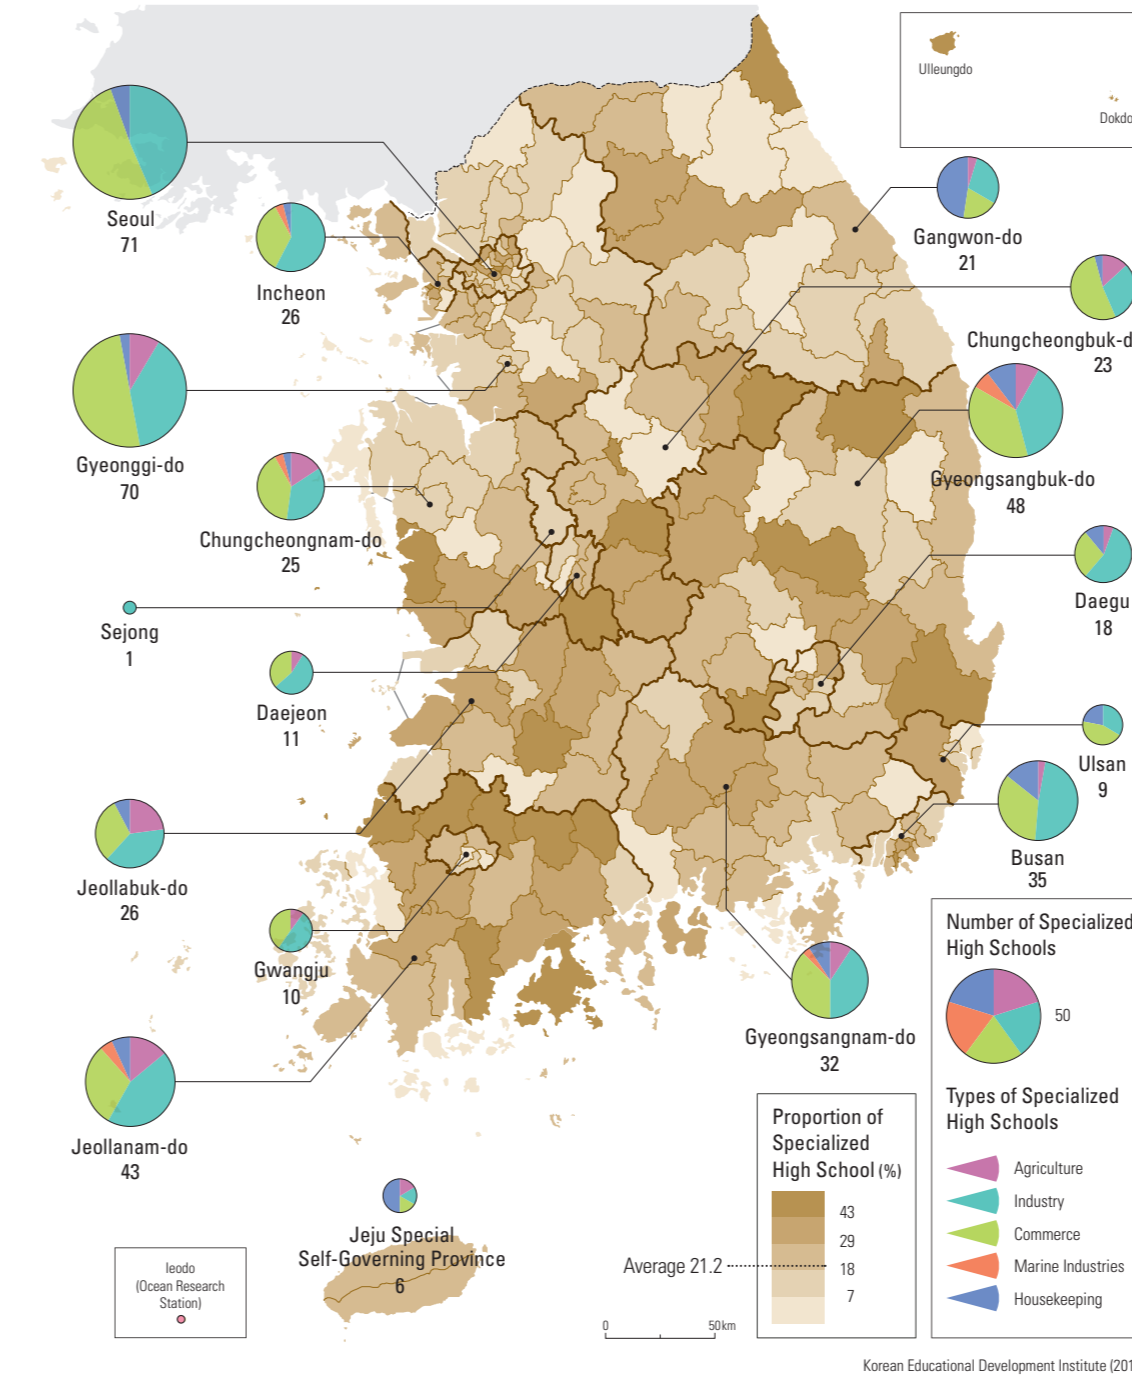 Ulleungdo
Dokdo
Seoul
71
Incheon
26
Gangwon-do
21
Chungcheongbuk-d
23
Gyeonggi-do
70
Gyeongsangbuk-do
48
Chungcheongnam-do
25
Daegu
18
Sejong
1
Daejeon
11
Ulsan
9
Busan
35
Jeollabuk-do
26
Gwangju
10
Gyeongsangnam-do
32
Jeollanam-do
43
Jeju Special
Self-Governing Province
6
Ieodo
(Ocean Research
Station)
Number of Specialized
High Schools
50
Types of Specialized
High Schools
Agriculture
Industry
Commerce
Marine Industries
Housekeeping
Proportion of
Specialized
High School (%)
43
29
18
7
Average 21.2
0 50km
Korean Educational Development Institute (201